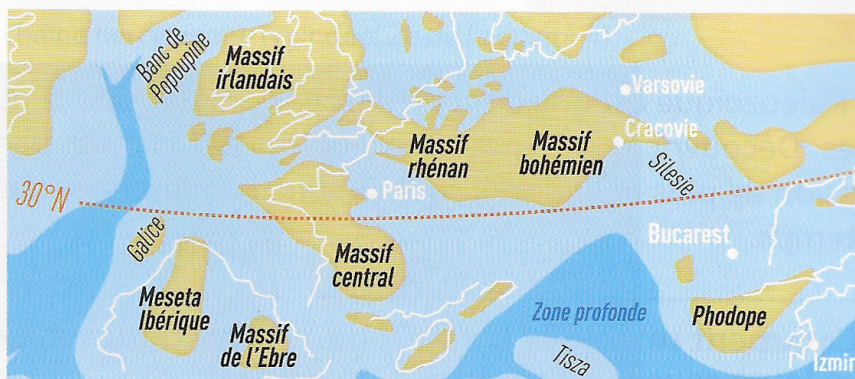 Banc de
Popoupine
Massif
irlandais
Varsovie
Cracovie
Massif
rhénan
Massif
bohémien
Silesie
Paris
30°N
Galice
Massif
central
Bucarest
Meseta
Ibérique
Massif
de l'Ebre
Zone profonde
Tisza
Phodope
Izmir